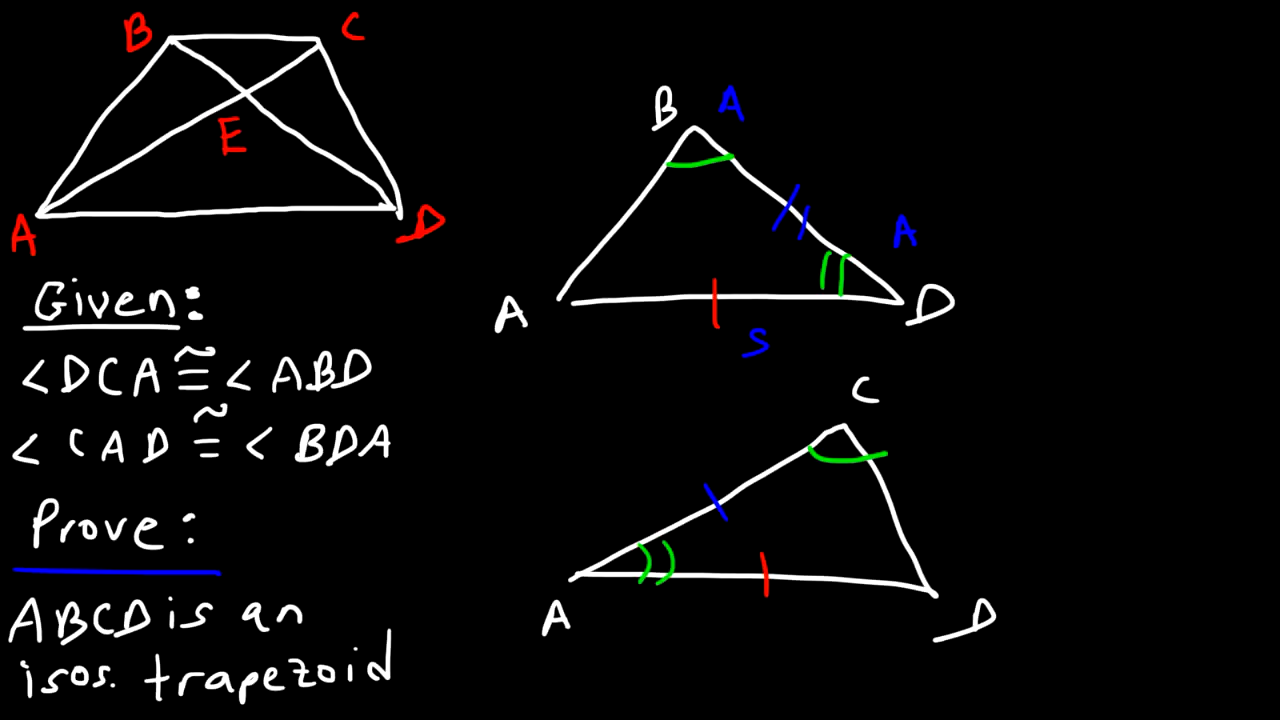 B C
E
A D
Given:
<DCA ≅ < ABD
< CAD ≅ < BDA
Prove:
ABCD is an
isos. trapezoid
B A
A
A D
S
C
A D